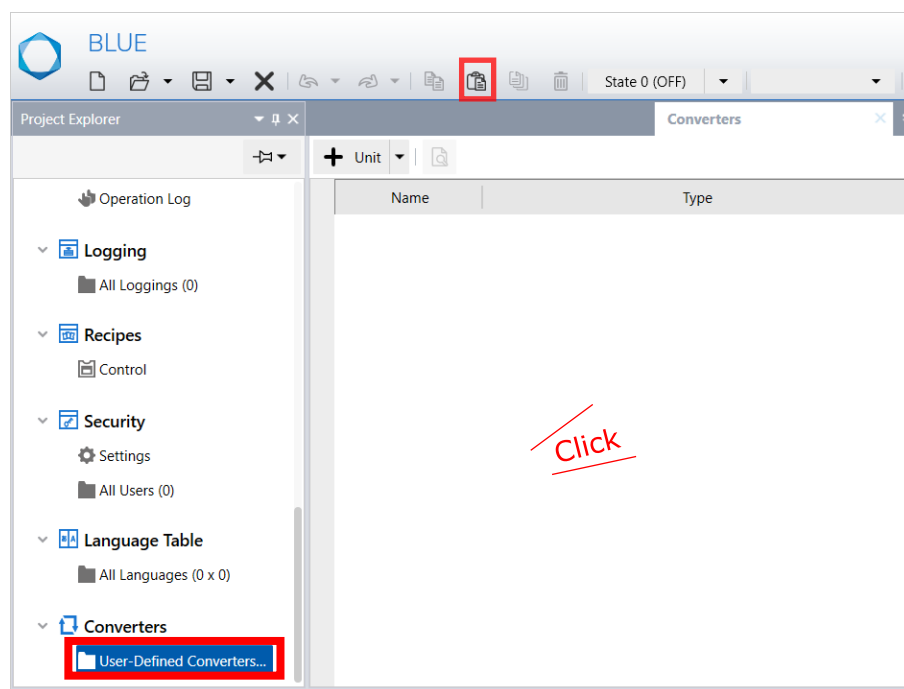 BLUE
State 0 (OFF)
Project Explorer
Converters
Unit
Name
Type
Operation Log
Logging
All Loggings (0)
Recipes
Control
Click
Security
Settings
All Users (0)
Language Table
All Languages (0 x 0)
Converters
User-Defined Converters...